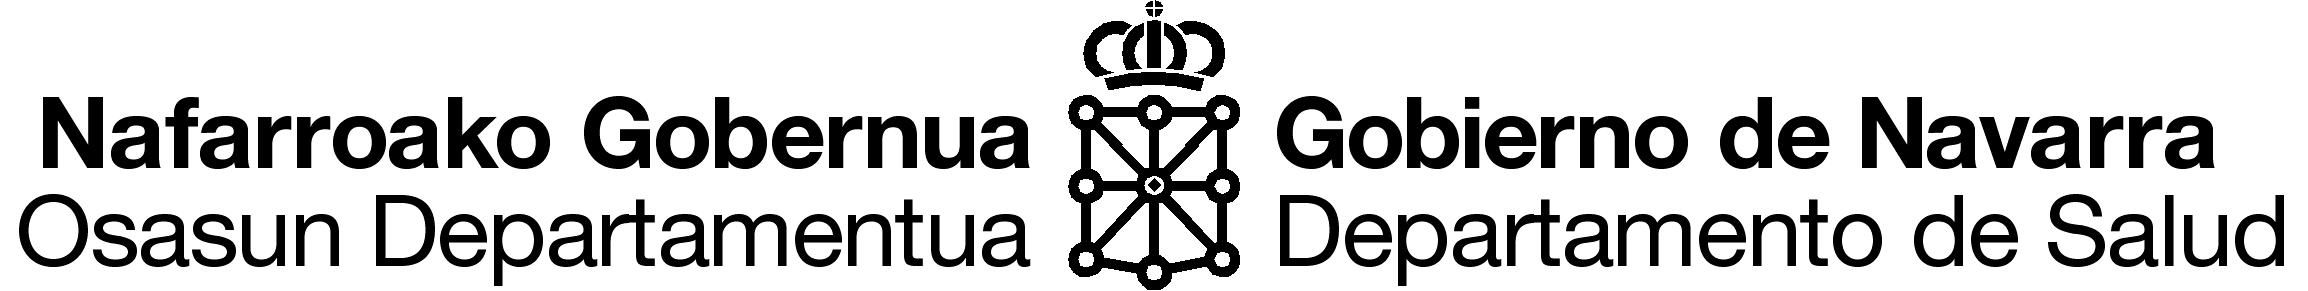 Nafarroako Gobernua
Osasun Departamentua
Gobierno de Navarra
Departamento de Salud